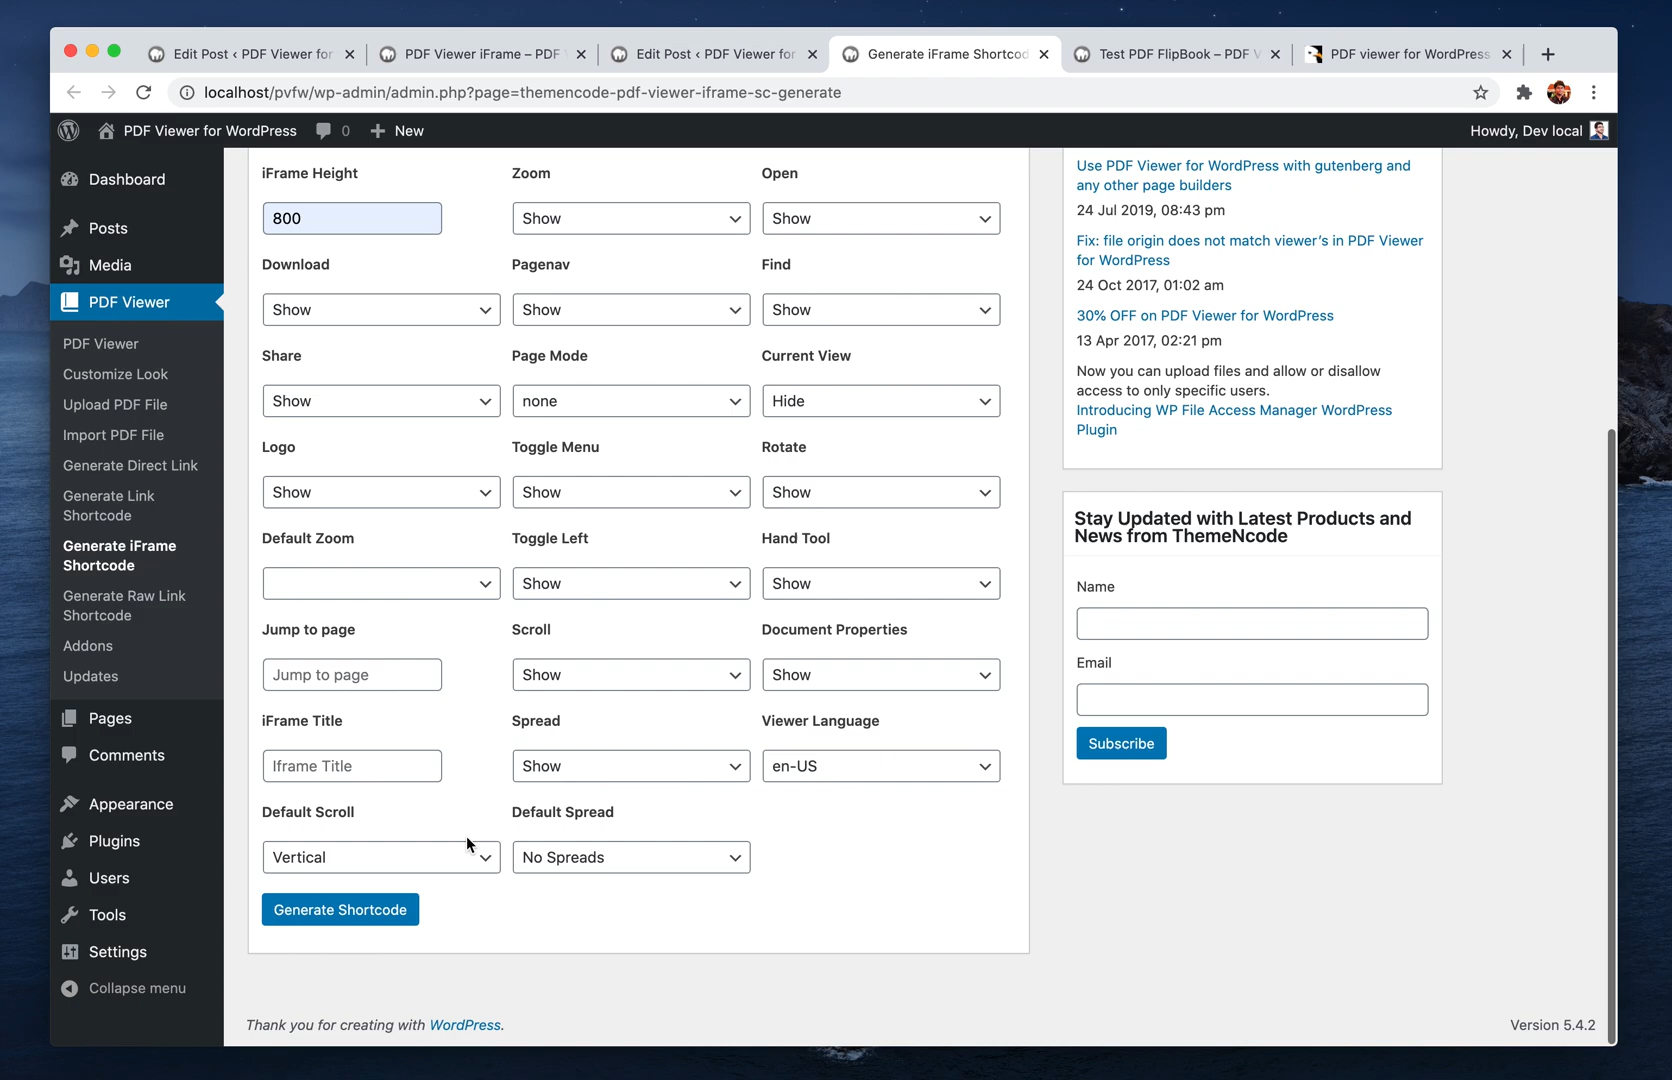 Edit Post ‹ PDF Viewer for
PDF Viewer iFrame – PDF
Edit Post ‹ PDF Viewer for
Generate iFrame Shortcod
Test PDF FlipBook – PDF V
PDF viewer for WordPress
localhost/pvfw/wp-admin/admin.php?page=themencode-pdf-viewer-iframe-sc-generate
PDF Viewer for WordPress
0
New
Howdy, Dev local
Dashboard
Posts
Media
PDF Viewer
PDF Viewer
Customize Look
Upload PDF File
Import PDF File
Generate Direct Link
Generate Link
Shortcode
Generate iFrame
Shortcode
Generate Raw Link
Shortcode
Addons
Updates
Pages
Comments
Appearance
Plugins
Users
Tools
Settings
Collapse menu
iFrame Height
Zoom
Open
800
Show
Show
Download
Pagenav
Find
Show
Show
Show
Share
Page Mode
Current View
Show
none
Hide
Logo
Toggle Menu
Rotate
Show
Show
Show
Default Zoom
Toggle Left
Hand Tool
Show
Show
Jump to page
Scroll
Document Properties
Jump to page
Show
Show
iFrame Title
Spread
Viewer Language
Iframe Title
Show
en-US
Default Scroll
Default Spread
Vertical
No Spreads
Generate Shortcode
Use PDF Viewer for WordPress with gutenberg and
any other page builders
24 Jul 2019, 08:43 pm
Fix: file origin does not match viewer's in PDF Viewer
for WordPress
24 Oct 2017, 01:02 am
30% OFF on PDF Viewer for WordPress
13 Apr 2017, 02:21 pm
Now you can upload files and allow or disallow
access to only specific users.
Introducing WP File Access Manager WordPress
Plugin
Stay Updated with Latest Products and
News from ThemeNcode
Name
Email
Subscribe
Thank you for creating with WordPress.
Version 5.4.2